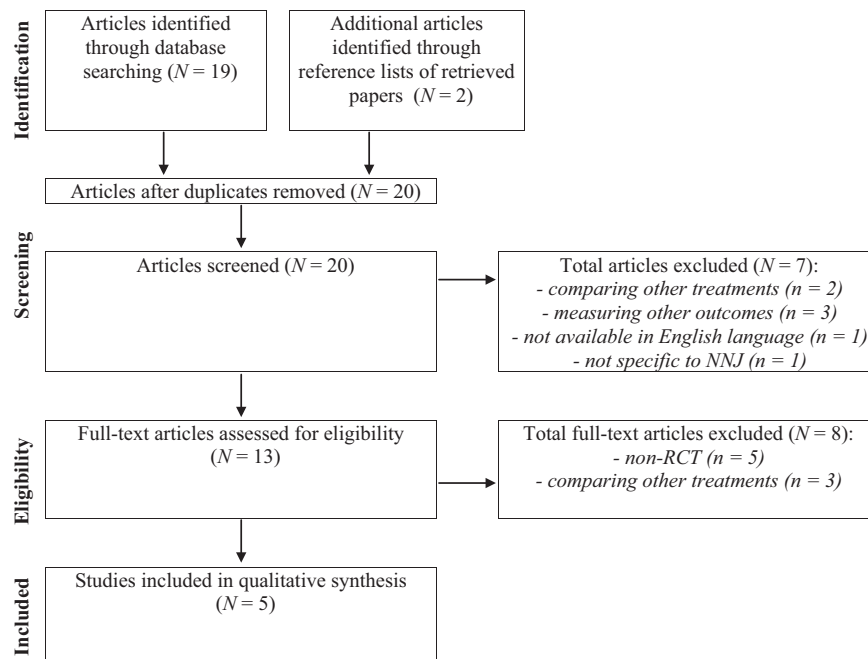 Identification
Articles identified
through database
searching (N = 19)
Additional articles
identified through
reference lists of retrieved
papers (N = 2)
Articles after duplicates removed (N = 20)
Screening
Articles screened (N = 20)
Total articles excluded (N = 7):
- comparing other treatments (n = 2)
- measuring other outcomes (n = 3)
- not available in English language (n = 1)
- not specific to NNJ (n = 1)
Eligibility
Full-text articles assessed for eligibility
(N = 13)
Total full-text articles excluded (N = 8):
- non-RCT (n = 5)
- comparing other treatments (n = 3)
Included
Studies included in qualitative synthesis
(N = 5)